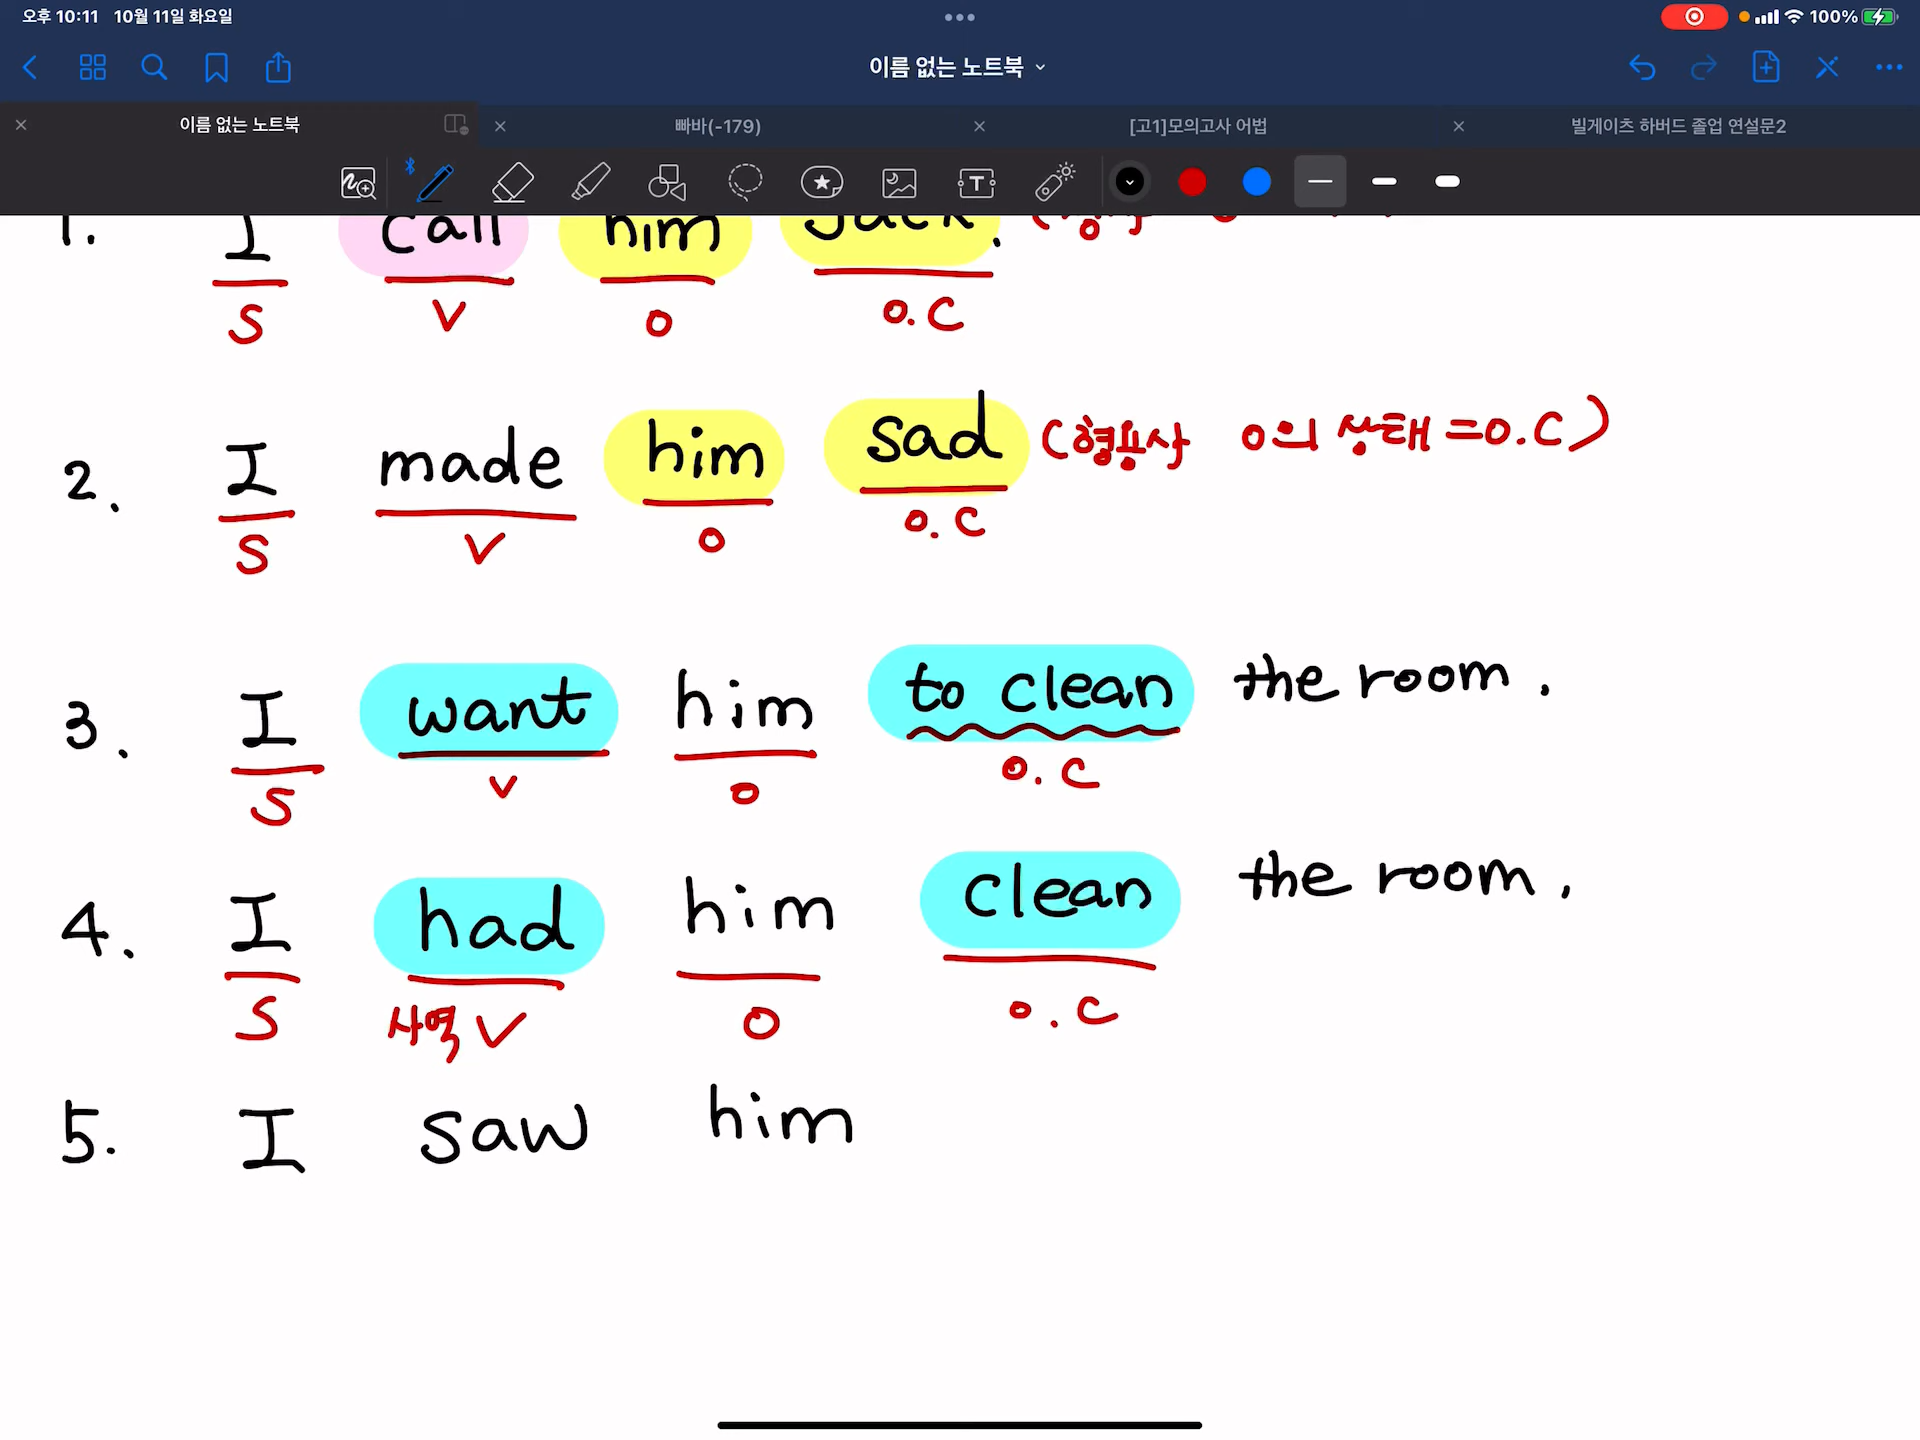 오후 10:11 10월 11일 화요일 100%
이름 없는 노트북
이름 없는 노트북 빠바(-179) [고1]모의고사 어법 빌게이츠 하버드 졸업 연설문2
T
1. I call him Jack.
S V O O.C
2. I made him sad (형용사 O의 상태 = O.C)
S V O O.C
3. I want him to clean the room.
S V O O.C
4. I had him clean the room.
S 사역 V O O.C
5. I saw him